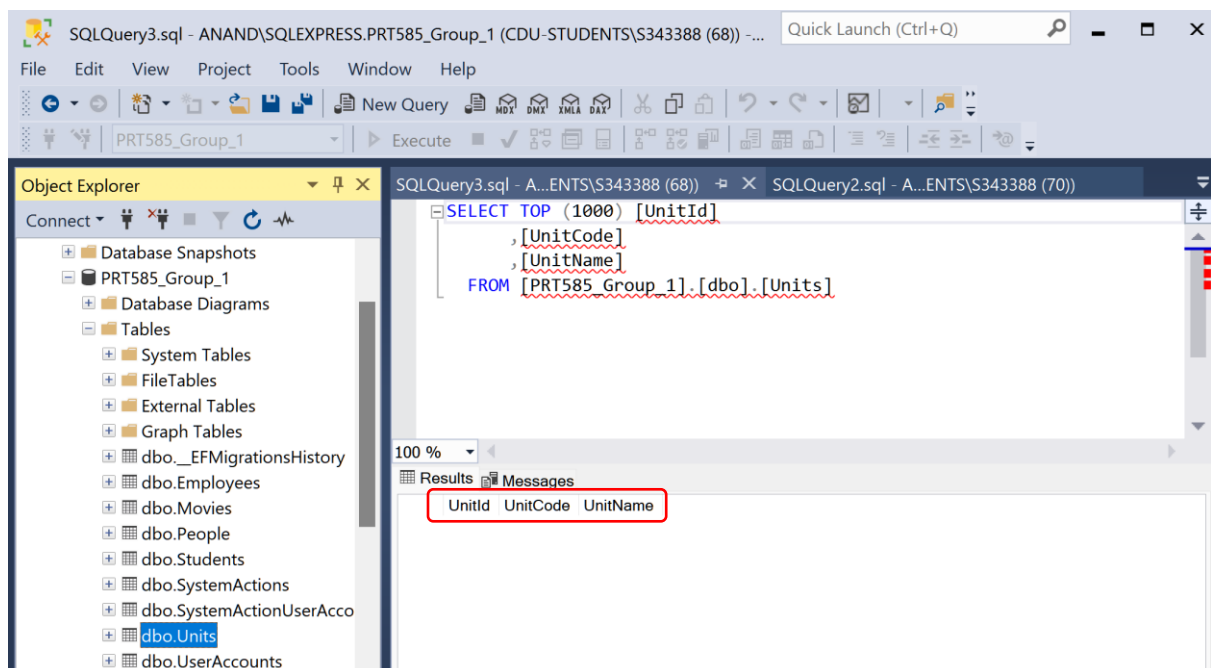 SQLQuery3.sql - ANAND\SQLEXPRESS.PRT585_Group_1 (CDU-STUDENTS\S343388 (68)) -...
Quick Launch (Ctrl+Q)
File Edit View Project Tools Window Help
New Query MDX DMX XMLA DAX
PRT585_Group_1 Execute
Object Explorer
SQLQuery3.sql - A...ENTS\S343388 (68)) SQLQuery2.sql - A...ENTS\S343388 (70))
Connect
Database Snapshots
PRT585_Group_1
Database Diagrams
Tables
System Tables
FileTables
External Tables
Graph Tables
dbo.__EFMigrationsHistory
dbo.Employees
dbo.Movies
dbo.People
dbo.Students
dbo.SystemActions
dbo.SystemActionUserAcco
dbo.Units
dbo.UserAccounts
SELECT TOP (1000) [UnitId]
,[UnitCode]
,[UnitName]
FROM [PRT585_Group_1].[dbo].[Units]
100 %
Results Messages
UnitId UnitCode UnitName